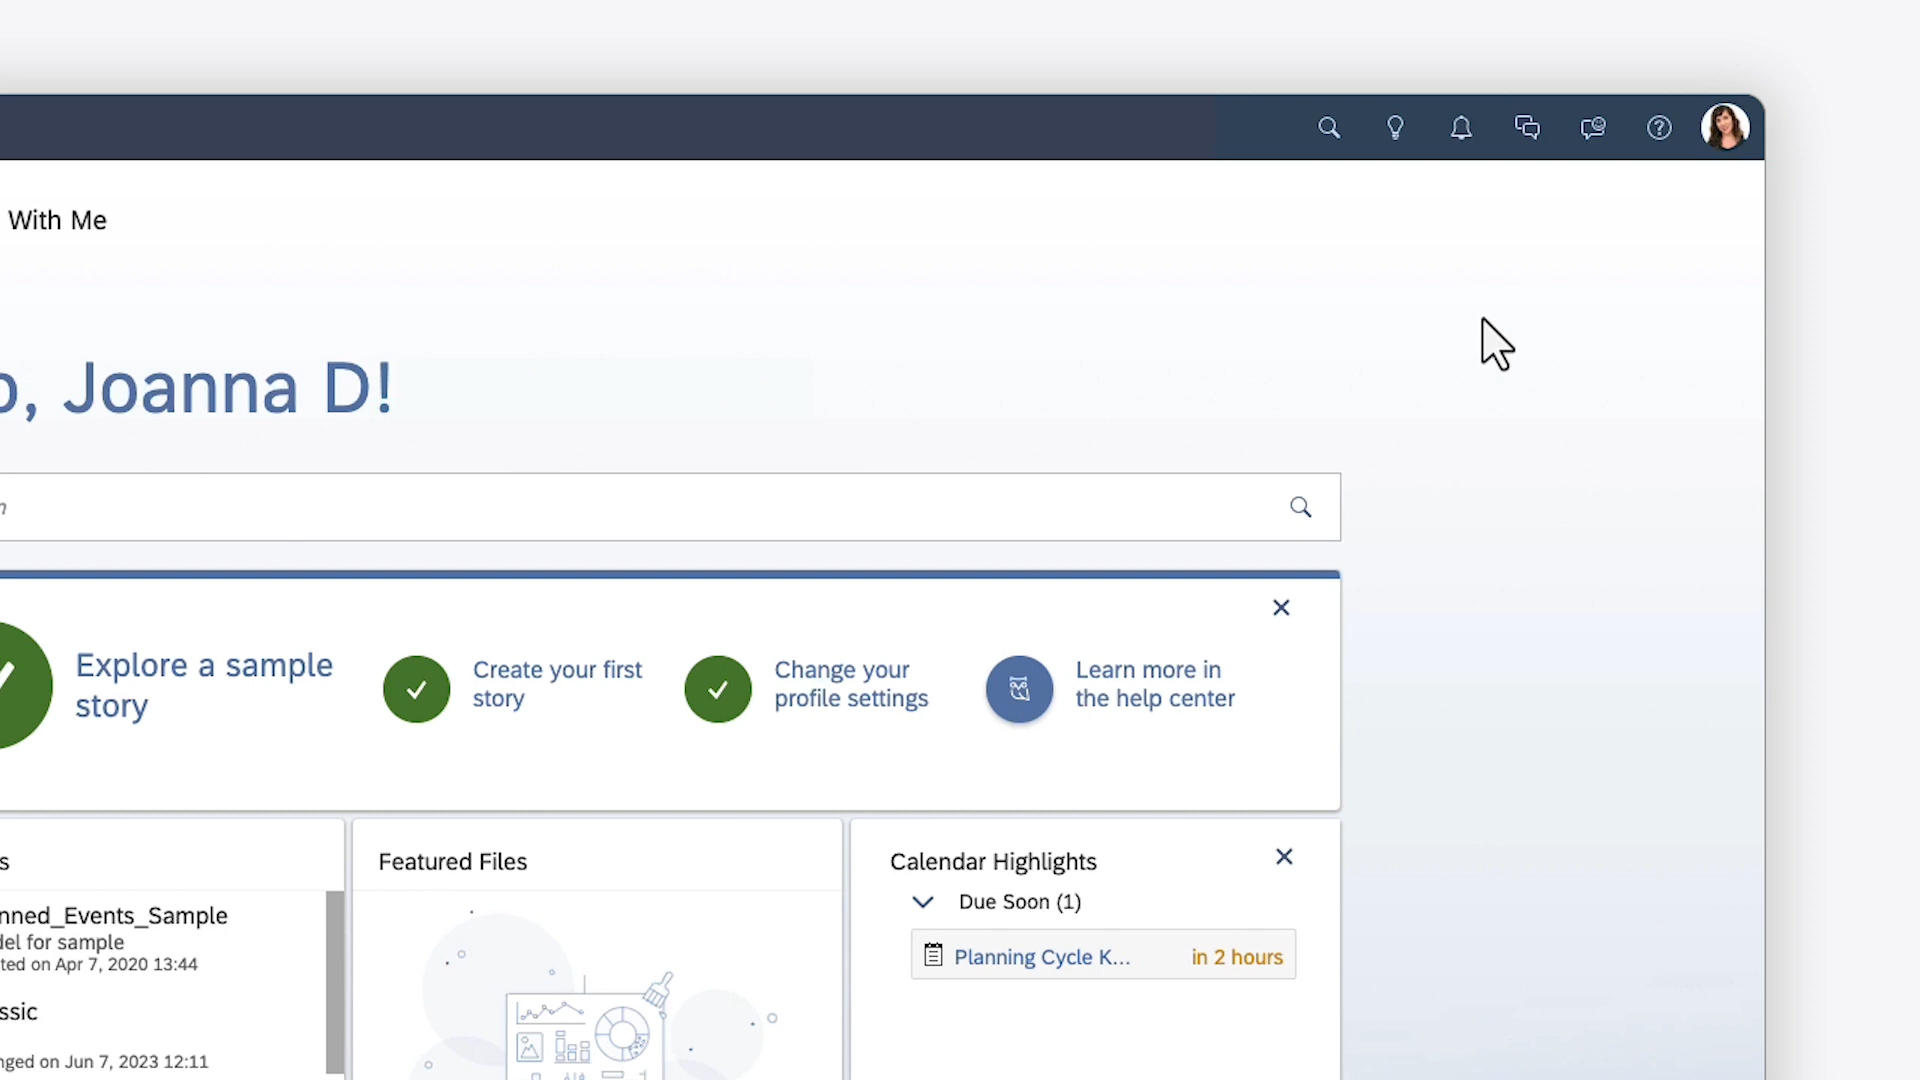 With Me
, Joanna D!
Explore a sample
story
Create your first
story
Change your
profile settings
Learn more in
the help center
Featured Files
Calendar Highlights
Due Soon (1)
Planning Cycle K...
in 2 hours
nned_Events_Sample
del for sample
ted on Apr 7, 2020 13:44
ssic
nged on Jun 7, 2023 12:11